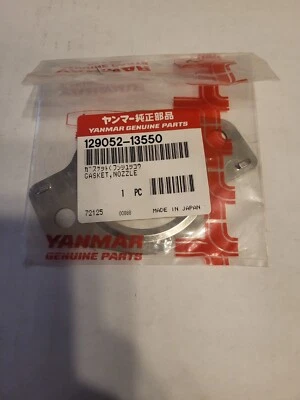 YANMAR
ヤンマー純正部品
YANMAR GENUINE PARTS
129052-13550
GASKET,NOZZLE
1 PC
72125
MADE IN JAPAN
YANMAR
GENUINE PARTS